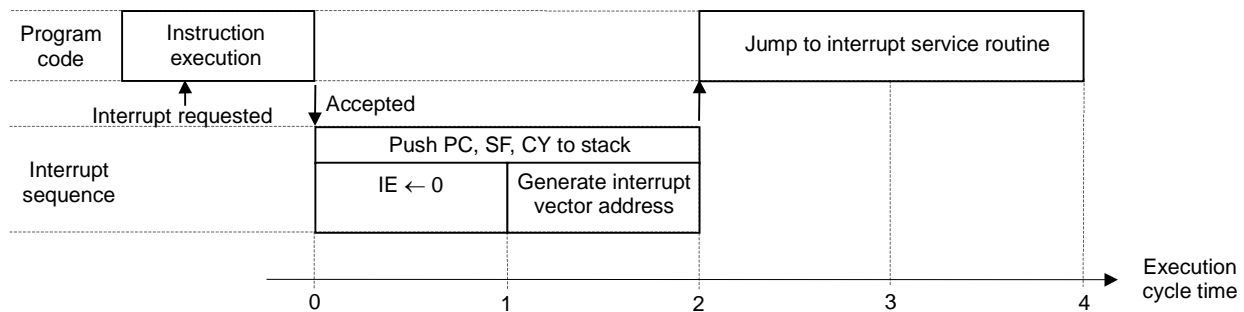 Program
code
Instruction
execution
Jump to interrupt service routine
Interrupt requested
Accepted
Interrupt
sequence
Push PC, SF, CY to stack
IE ← 0
Generate interrupt
vector address
0
1
2
3
4
Execution
cycle time